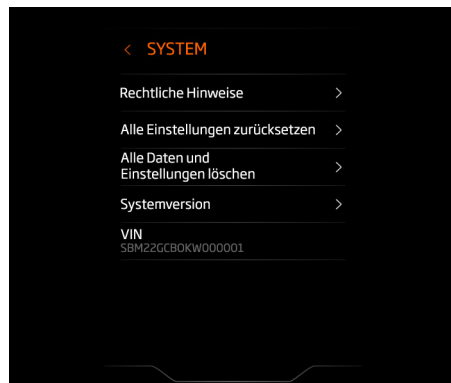 SYSTEM
Rechtliche Hinweise
Alle Einstellungen zurücksetzen
Alle Daten und
Einstellungen löschen
Systemversion
VIN
SBM22GCB0KW000001